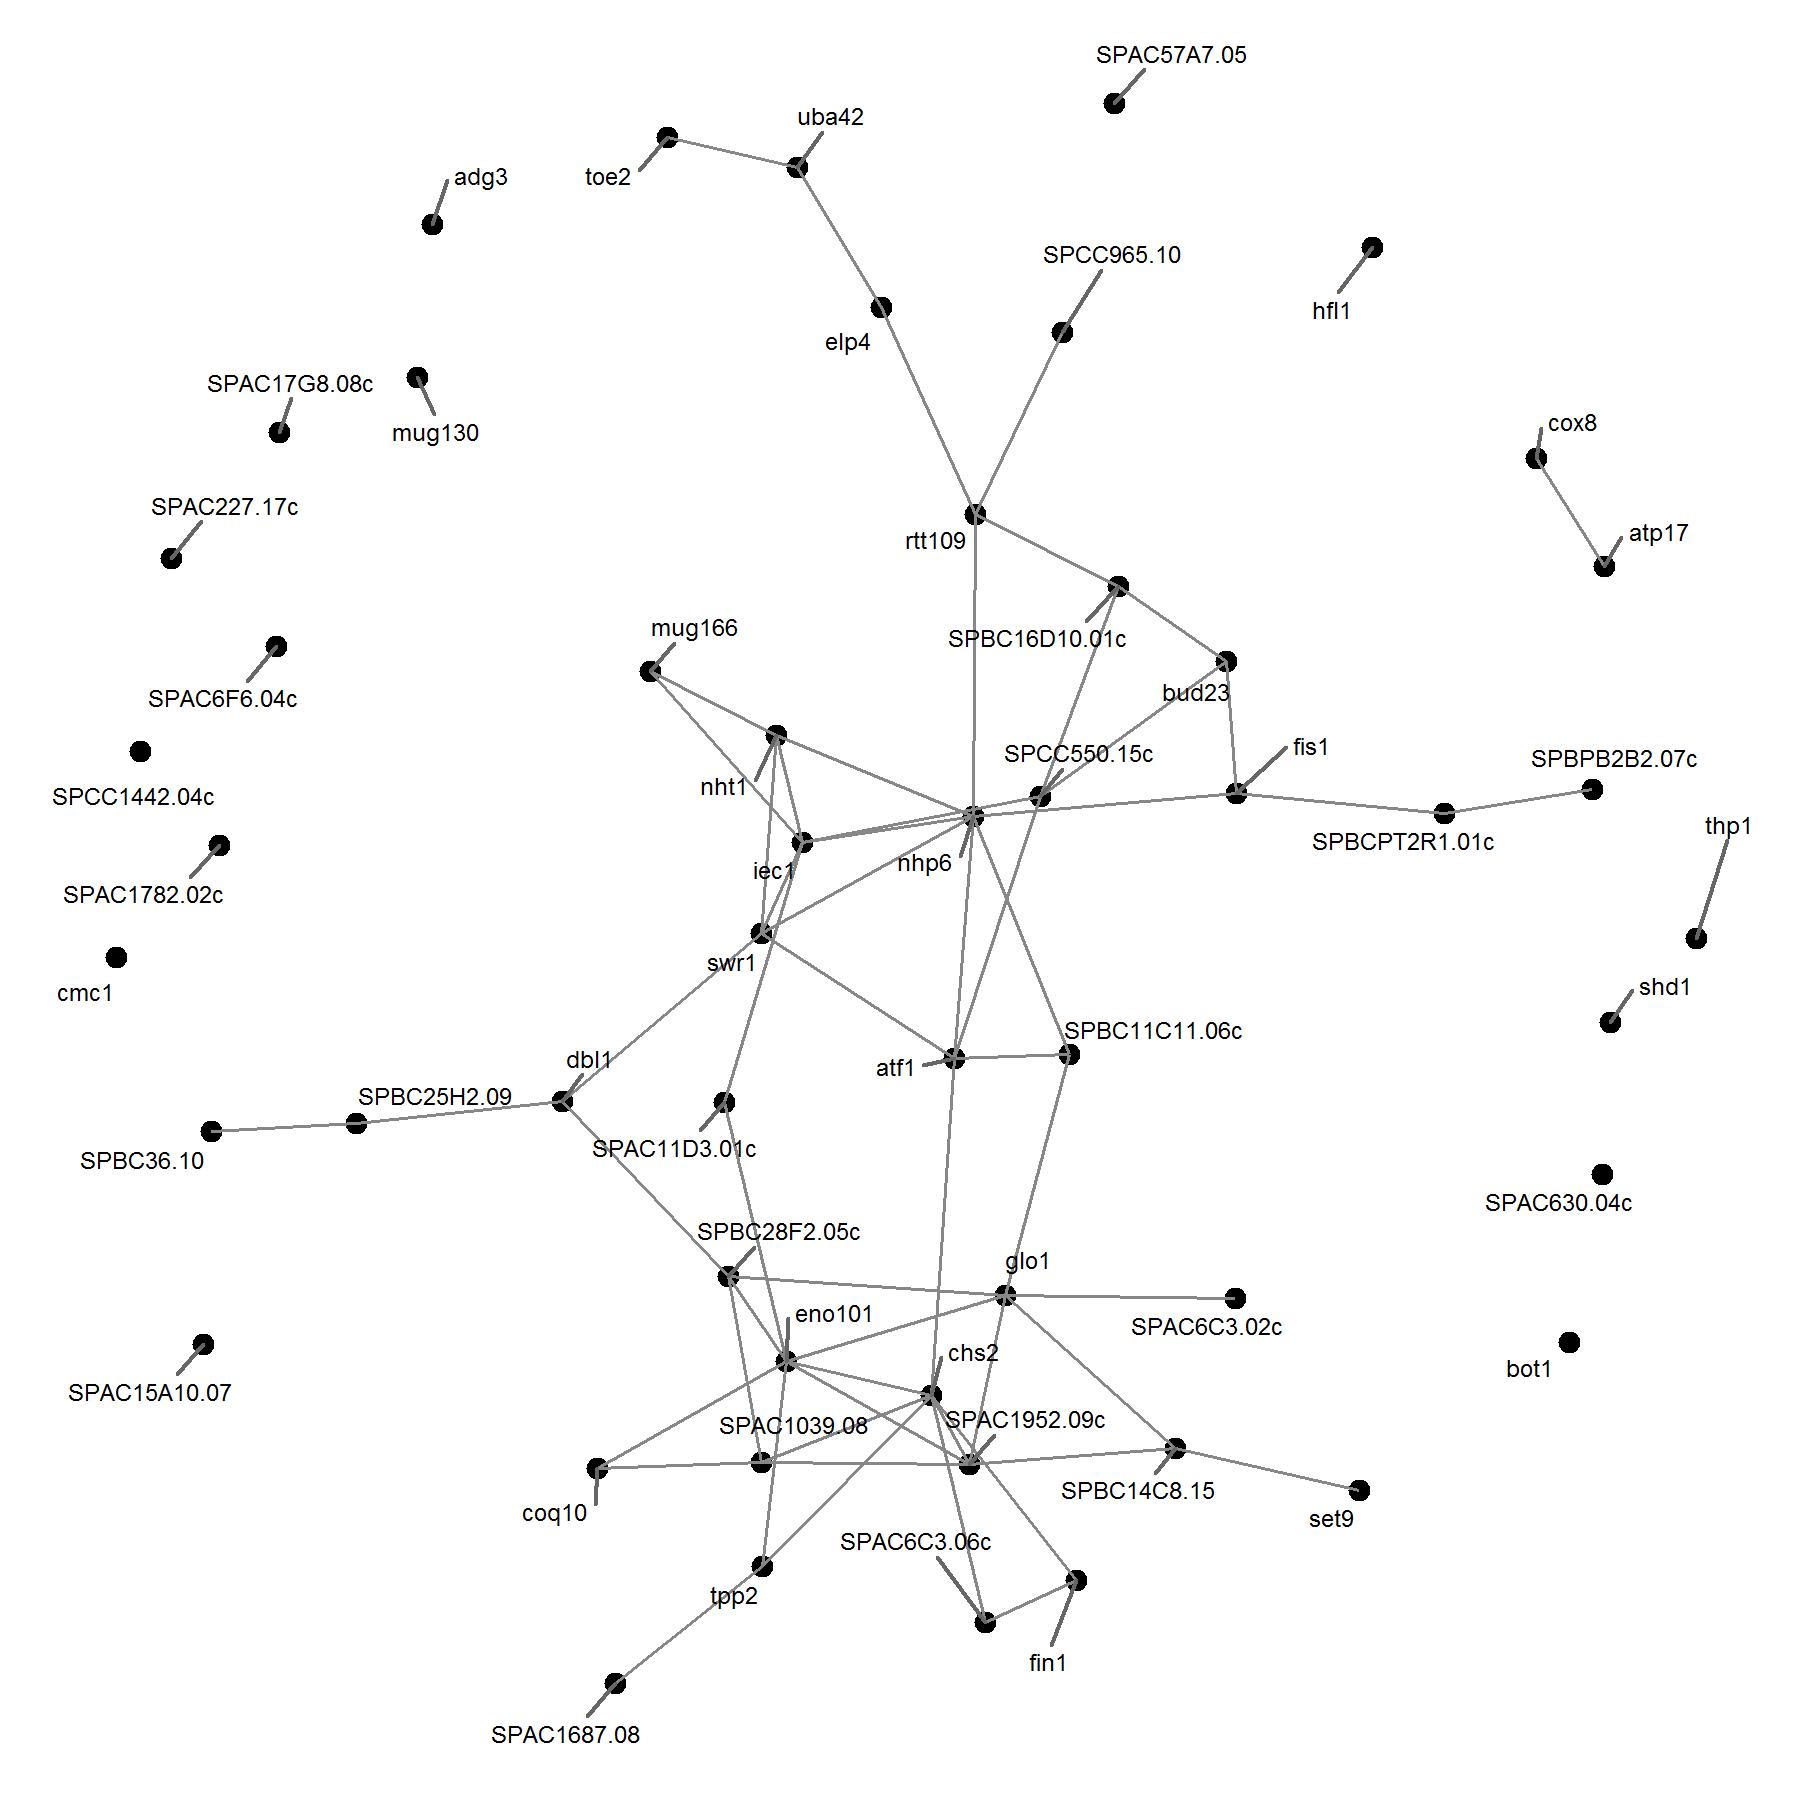 SPAC57A7.05
uba42
toe2
adg3
SPCC965.10
hfl1
elp4
SPAC17G8.08c
mug130
cox8
SPAC227.17c
atp17
rtt109
mug166
SPBC16D10.01c
SPAC6F6.04c
bud23
fis1
SPCC550.15c
SPBPB2B2.07c
nht1
SPCC1442.04c
thp1
SPBCPT2R1.01c
nhp6
iec1
SPAC1782.02c
swr1
shd1
cmc1
SPBC11C11.06c
dbl1
atf1
SPBC25H2.09
SPAC11D3.01c
SPBC36.10
SPAC630.04c
SPBC28F2.05c
glo1
eno101
SPAC6C3.02c
chs2
bot1
SPAC15A10.07
SPAC1952.09c
SPAC1039.08
SPBC14C8.15
coq10
set9
SPAC6C3.06c
tpp2
fin1
SPAC1687.08